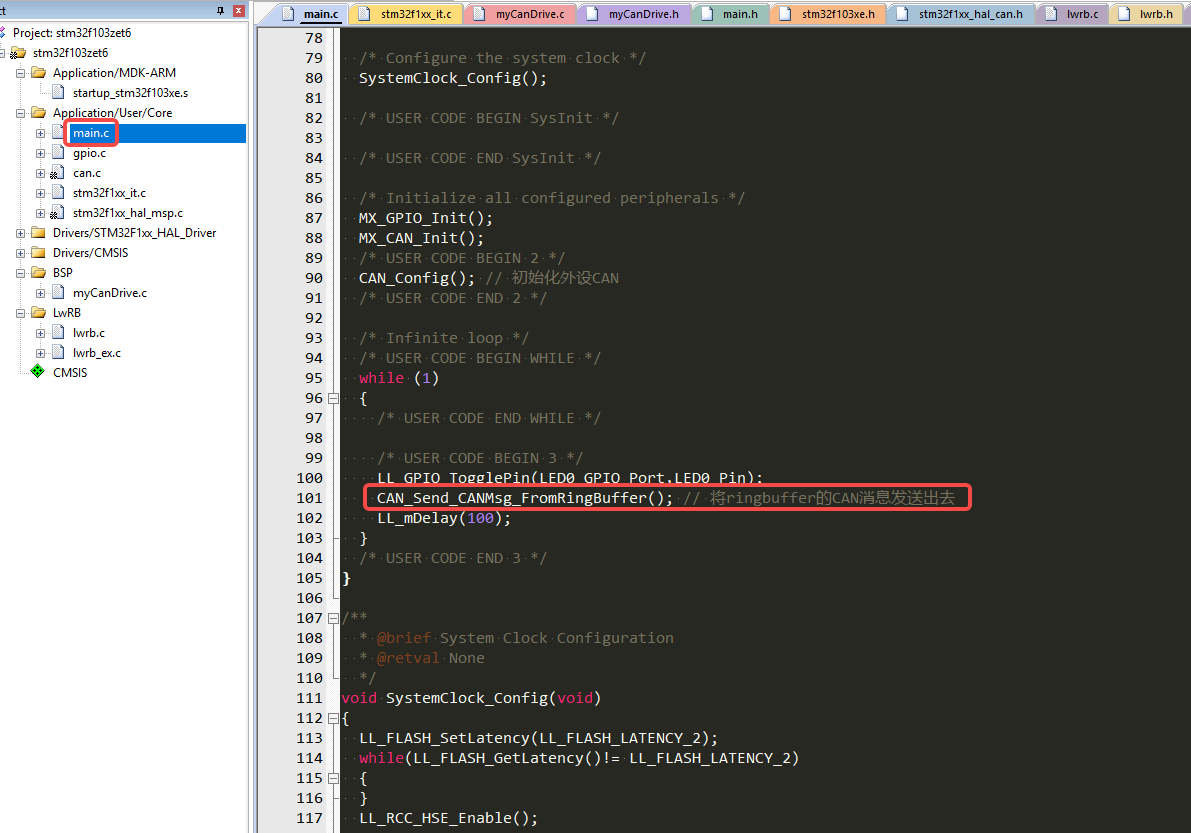 ct
main.c
stm32f1xx_it.c
myCanDrive.c
myCanDrive.h
main.h
stm32f103xe.h
stm32f1xx_hal_can.h
lwrb.c
lwrb.h
Project: stm32f103zet6
stm32f103zet6
Application/MDK-ARM
startup_stm32f103xe.s
Application/User/Core
main.c
gpio.c
can.c
stm32f1xx_it.c
stm32f1xx_hal_msp.c
Drivers/STM32F1xx_HAL_Driver
Drivers/CMSIS
BSP
myCanDrive.c
LwRB
lwrb.c
lwrb_ex.c
CMSIS
78
79 /* Configure the system clock */
80 SystemClock_Config();
81
82 /* USER CODE BEGIN SysInit */
83
84 /* USER CODE END SysInit */
85
86 /* Initialize all configured peripherals */
87 MX_GPIO_Init();
88 MX_CAN_Init();
89 /* USER CODE BEGIN 2 */
90 CAN_Config(); // 初始化外设CAN
91 /* USER CODE END 2 */
92
93 /* Infinite loop */
94 /* USER CODE BEGIN WHILE */
95 while (1)
96 {
97 /* USER CODE END WHILE */
98
99 /* USER CODE BEGIN 3 */
100 LL_GPIO_TogglePin(LED0_GPIO_Port,LED0_Pin);
101 CAN_Send_CANMsg_FromRingBuffer(); // 将ringbuffer的CAN消息发送出去
102 LL_mDelay(100);
103 }
104 /* USER CODE END 3 */
105 }
106
107 /**
108 * @brief System Clock Configuration
109 * @retval None
110 */
111 void SystemClock_Config(void)
112 {
113 LL_FLASH_SetLatency(LL_FLASH_LATENCY_2);
114 while(LL_FLASH_GetLatency()!= LL_FLASH_LATENCY_2)
115 {
116 }
117 LL_RCC_HSE_Enable();